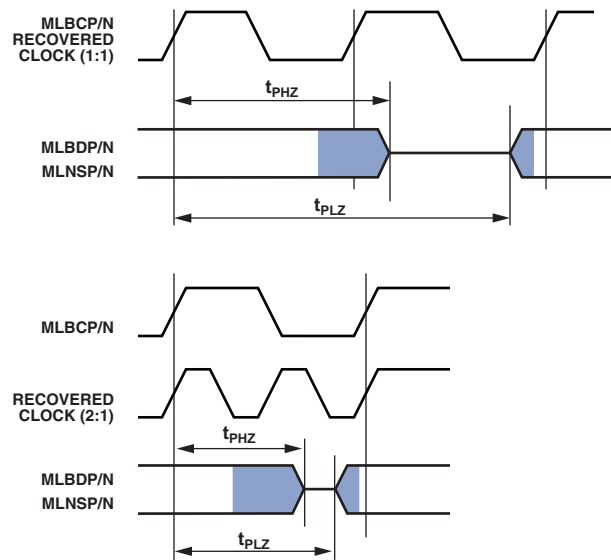 MLBCP/N
RECOVERED
CLOCK (1:1)
tPHZ
MLBDP/N
MLNSP/N
tPLZ
MLBCP/N
RECOVERED
CLOCK (2:1)
tPHZ
MLBDP/N
MLNSP/N
tPLZ